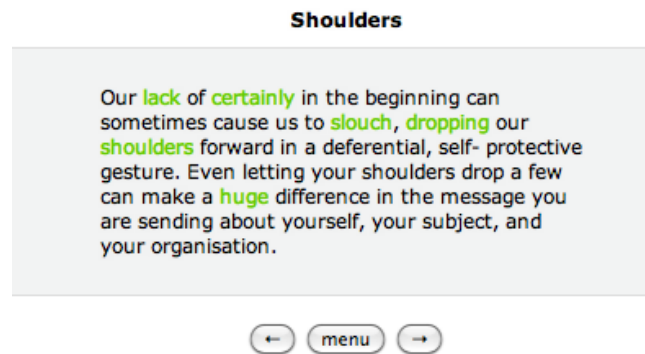 Shoulders
Our lack of certainly in the beginning can
sometimes cause us to slouch, dropping our
shoulders forward in a deferential, self- protective
gesture. Even letting your shoulders drop a few
can make a huge difference in the message you
are sending about yourself, your subject, and
your organisation.
← menu →